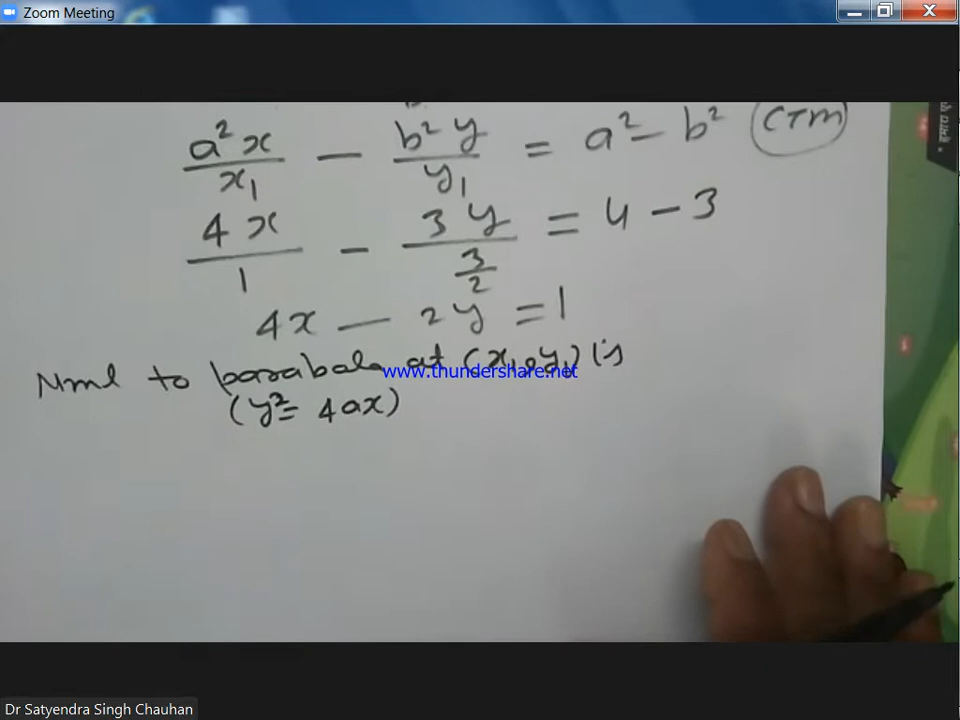 Zoom Meeting
a²x/x₁ − b²y/y₁ = a² − b² (CTM)
4x/1 − 3y/(3/2) = 4 − 3
4x − 2y = 1
Nml to parabola at (x₁, y₁) is
www.thundershare.net
(y² = 4ax)
Dr Satyendra Singh Chauhan